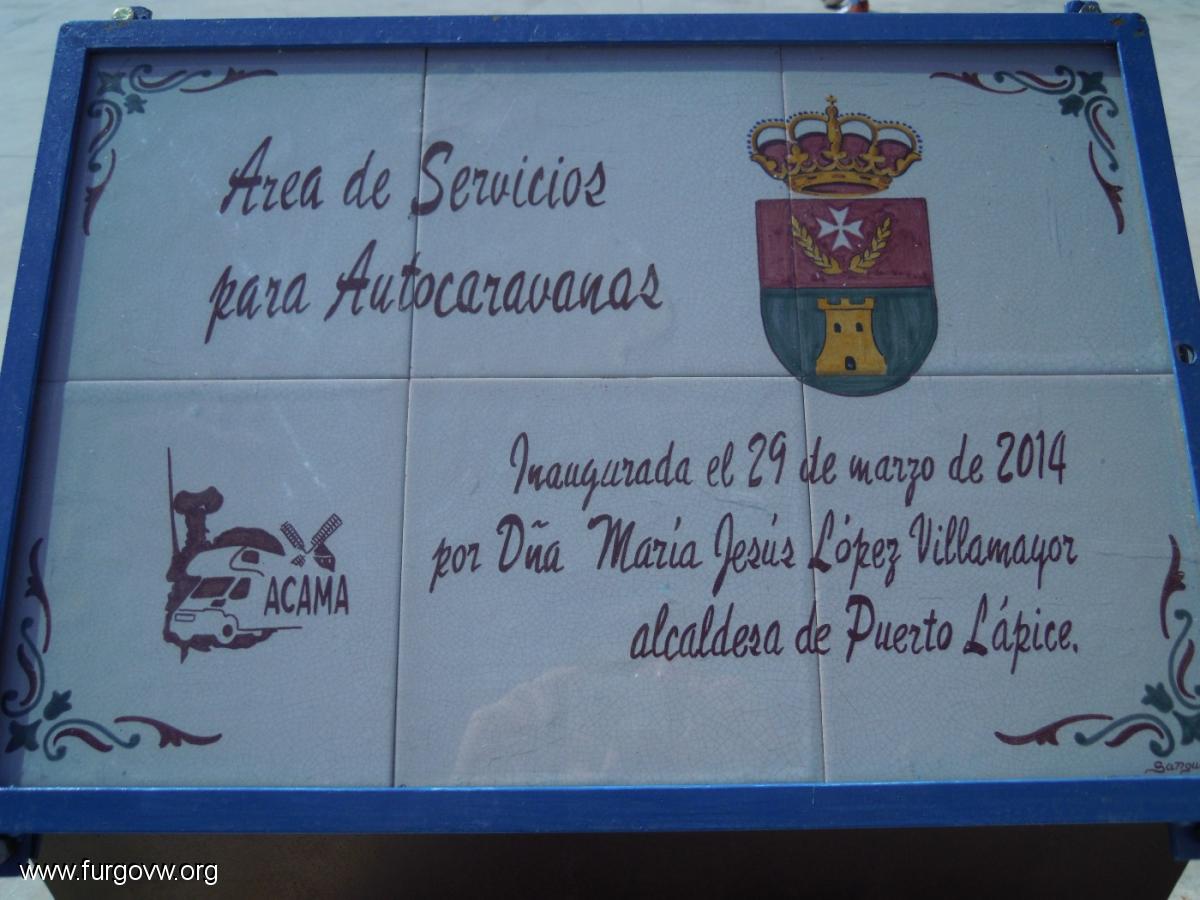 Area de Servicios
para Autocaravanas
Inaugurada el 29 de marzo de 2014
por Dña María Jesús López Villamayor
alcaldesa de Puerto Lápice.
ACAMA
www.furgovw.org